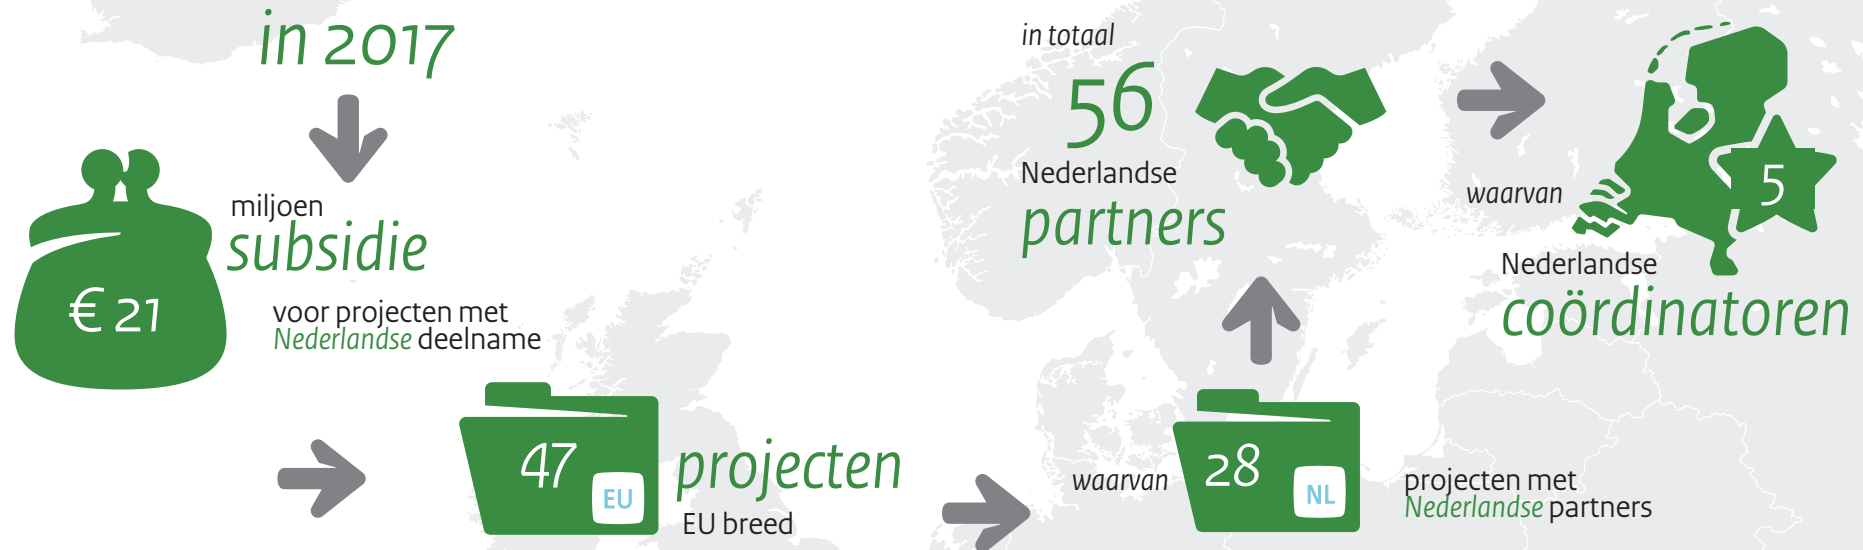 in 2017
€ 21
miljoen
subsidie
voor projecten met
Nederlandse deelname
47
EU
projecten
EU breed
waarvan
28
NL
projecten met
Nederlandse partners
in totaal
56
Nederlandse
partners
waarvan
5
Nederlandse
coördinatoren